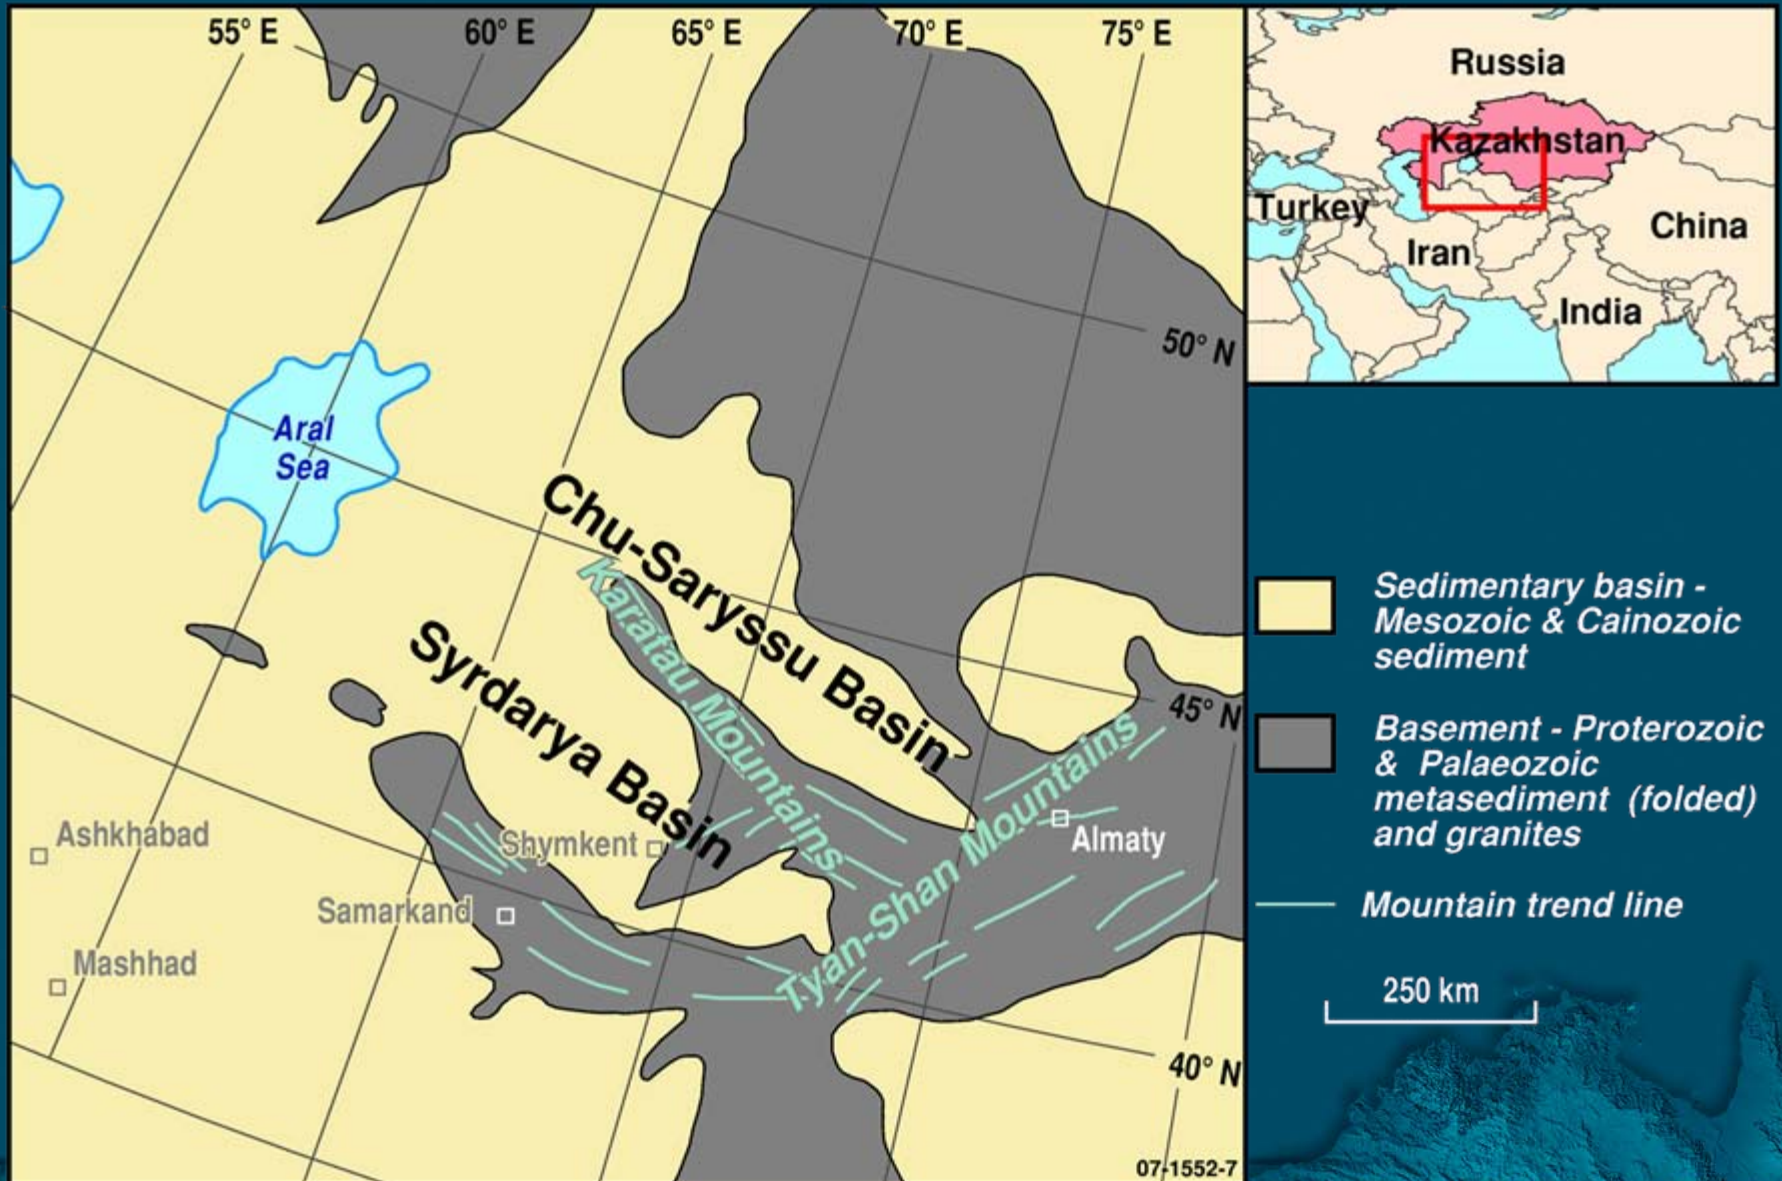 55° E
60° E
65° E
70° E
75° E
50° N
Aral
Sea
Chu-Saryssu Basin
Karatau Mountains
Syrdarya Basin
45° N
Tyan-Shan Mountains
Ashkhabad
Shymkent
Almaty
Samarkand
Mashhad
40° N
07-1552-7
Russia
Kazakhstan
Turkey
China
Iran
India
Sedimentary basin -
Mesozoic & Cainozoic
sediment
Basement - Proterozoic
& Palaeozoic
metasediment (folded)
and granites
Mountain trend line
250 km